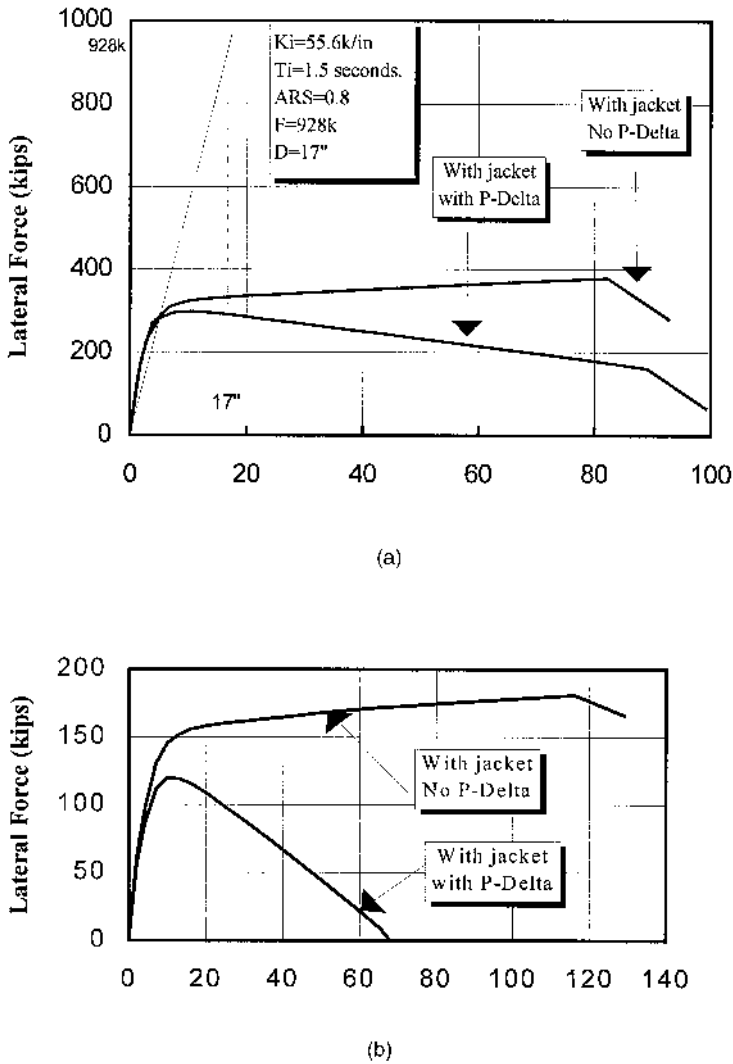 1000
928k
800
600
400
200
0
Lateral Force (kips)
Ki=55.6k/in
Ti=1.5 seconds.
ARS=0.8
F=928k
D=17"
With jacket
No P-Delta
With jacket
with P-Delta
17"
0 20 40 60 80 100
(a)
200
150
100
50
0
Lateral Force (kips)
With jacket
No P-Delta
With jacket
with P-Delta
0 20 40 60 80 100 120 140
(b)